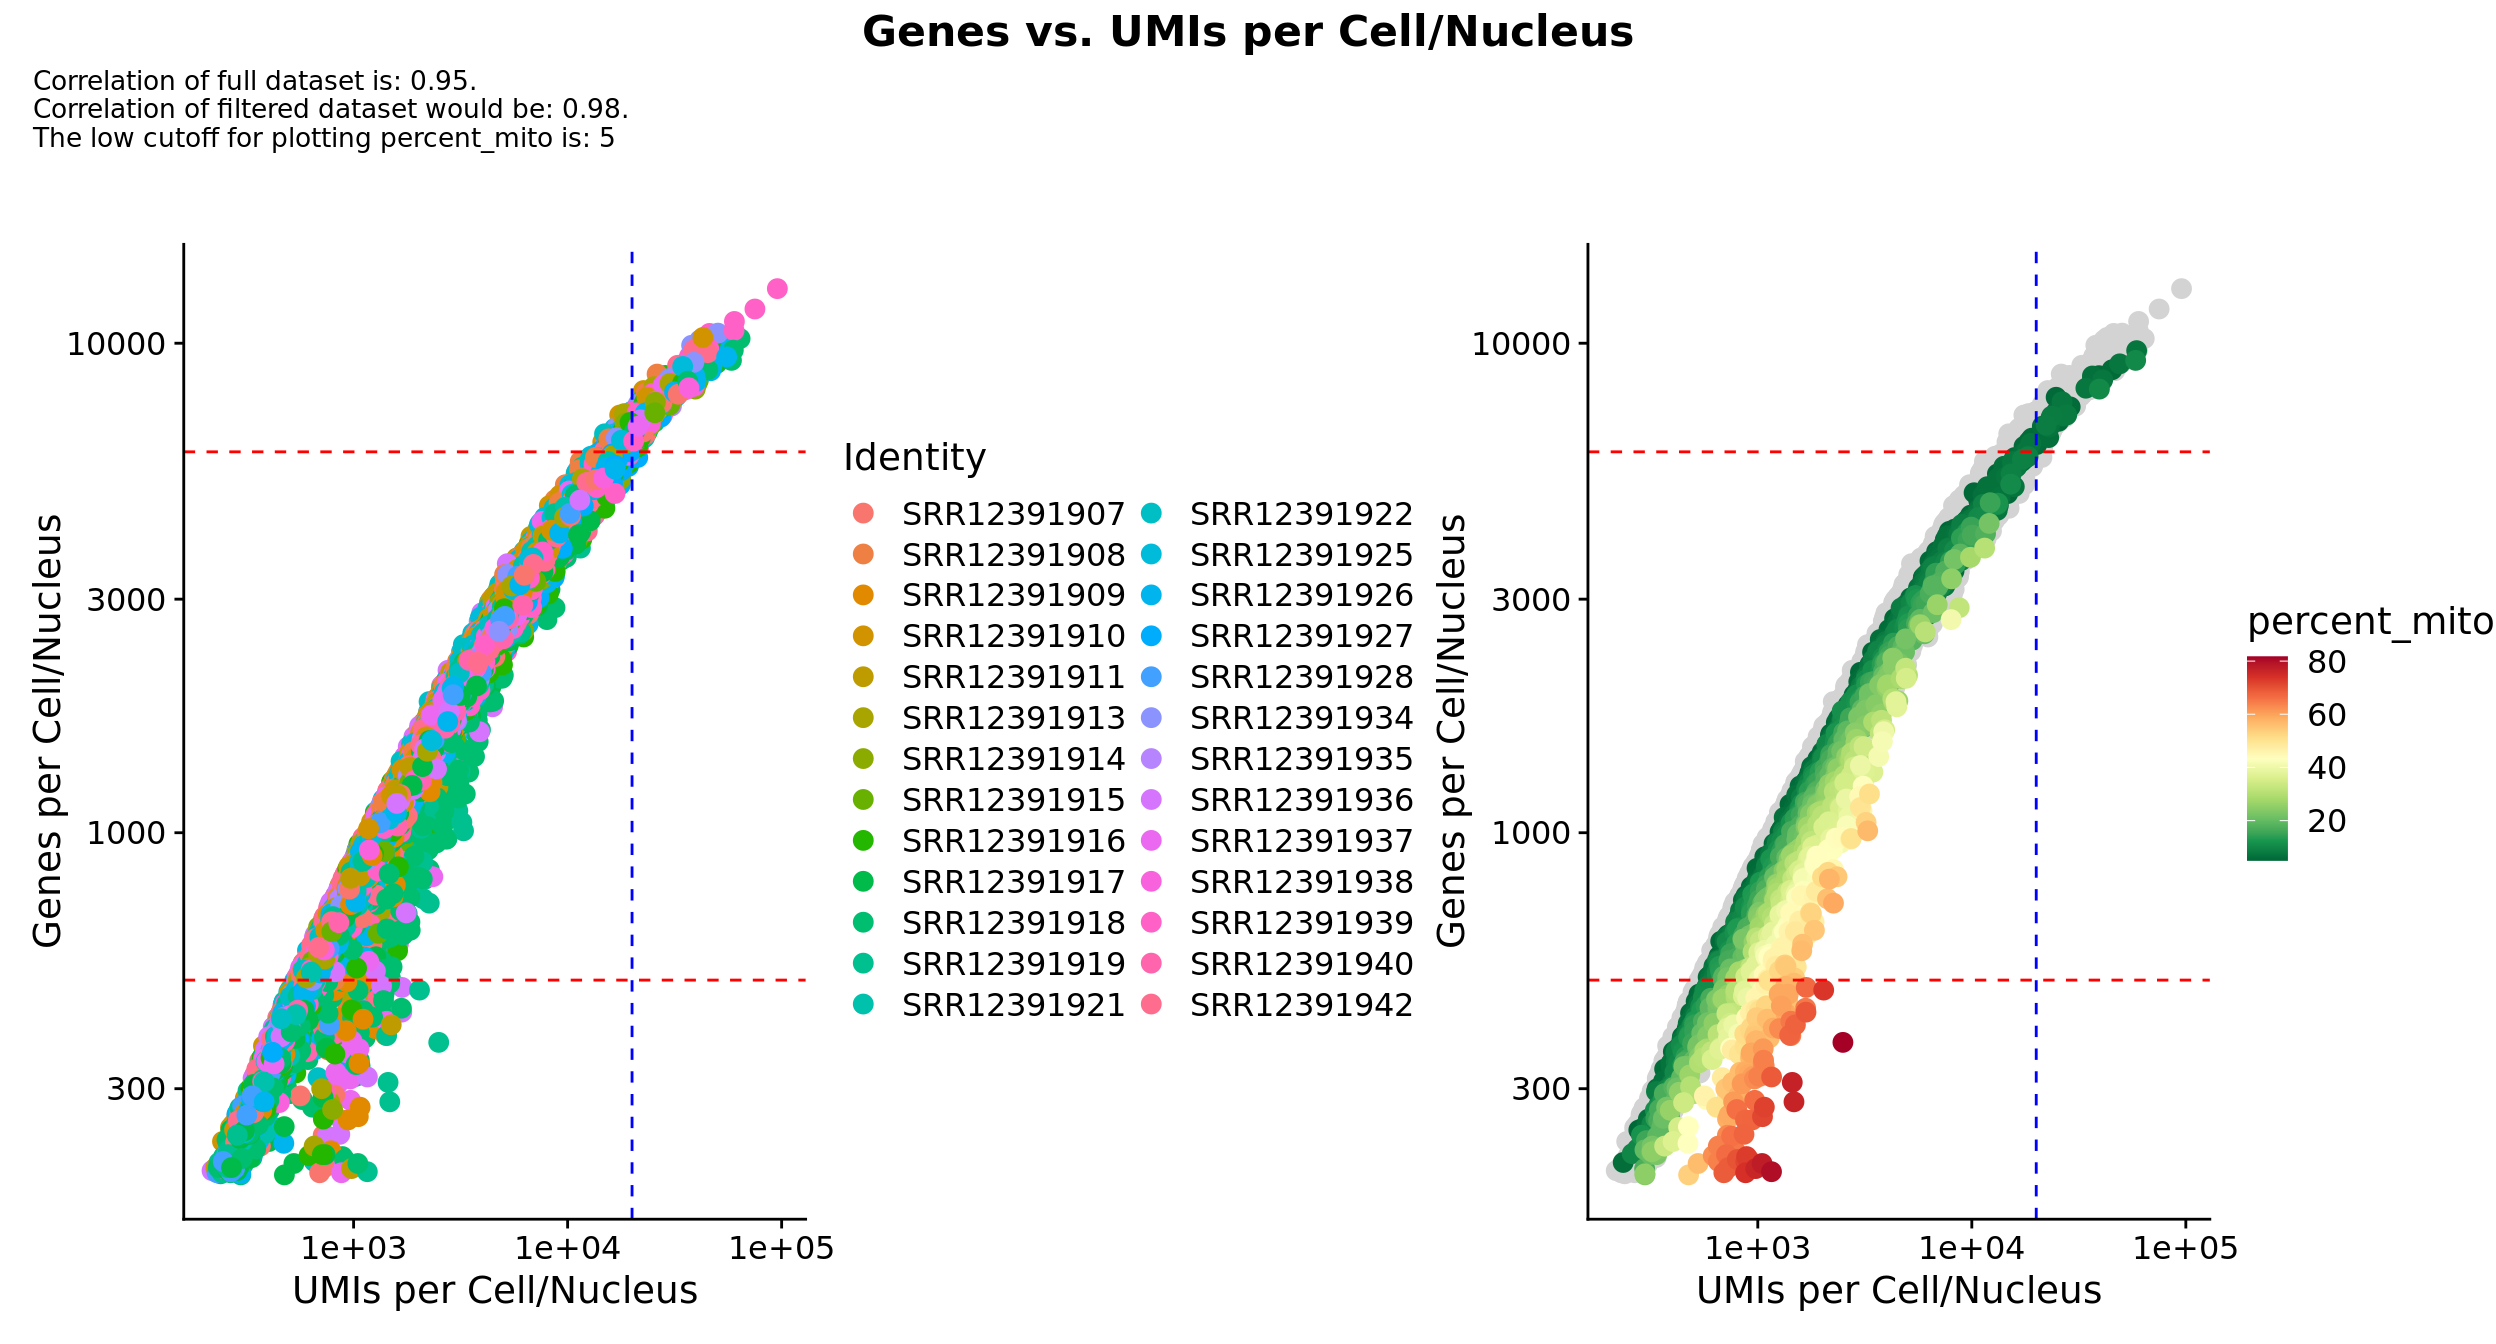 Genes vs. UMIs per Cell/Nucleus
Correlation of full dataset is: 0.95.
Correlation of filtered dataset would be: 0.98.
The low cutoff for plotting percent_mito is: 5
Genes per Cell/Nucleus
10000
3000
1000
300
1e+03
1e+04
1e+05
UMIs per Cell/Nucleus
Identity
SRR12391907
SRR12391908
SRR12391909
SRR12391910
SRR12391911
SRR12391913
SRR12391914
SRR12391915
SRR12391916
SRR12391917
SRR12391918
SRR12391919
SRR12391921
SRR12391922
SRR12391925
SRR12391926
SRR12391927
SRR12391928
SRR12391934
SRR12391935
SRR12391936
SRR12391937
SRR12391938
SRR12391939
SRR12391940
SRR12391942
Genes per Cell/Nucleus
10000
3000
1000
300
1e+03
1e+04
1e+05
UMIs per Cell/Nucleus
percent_mito
80
60
40
20